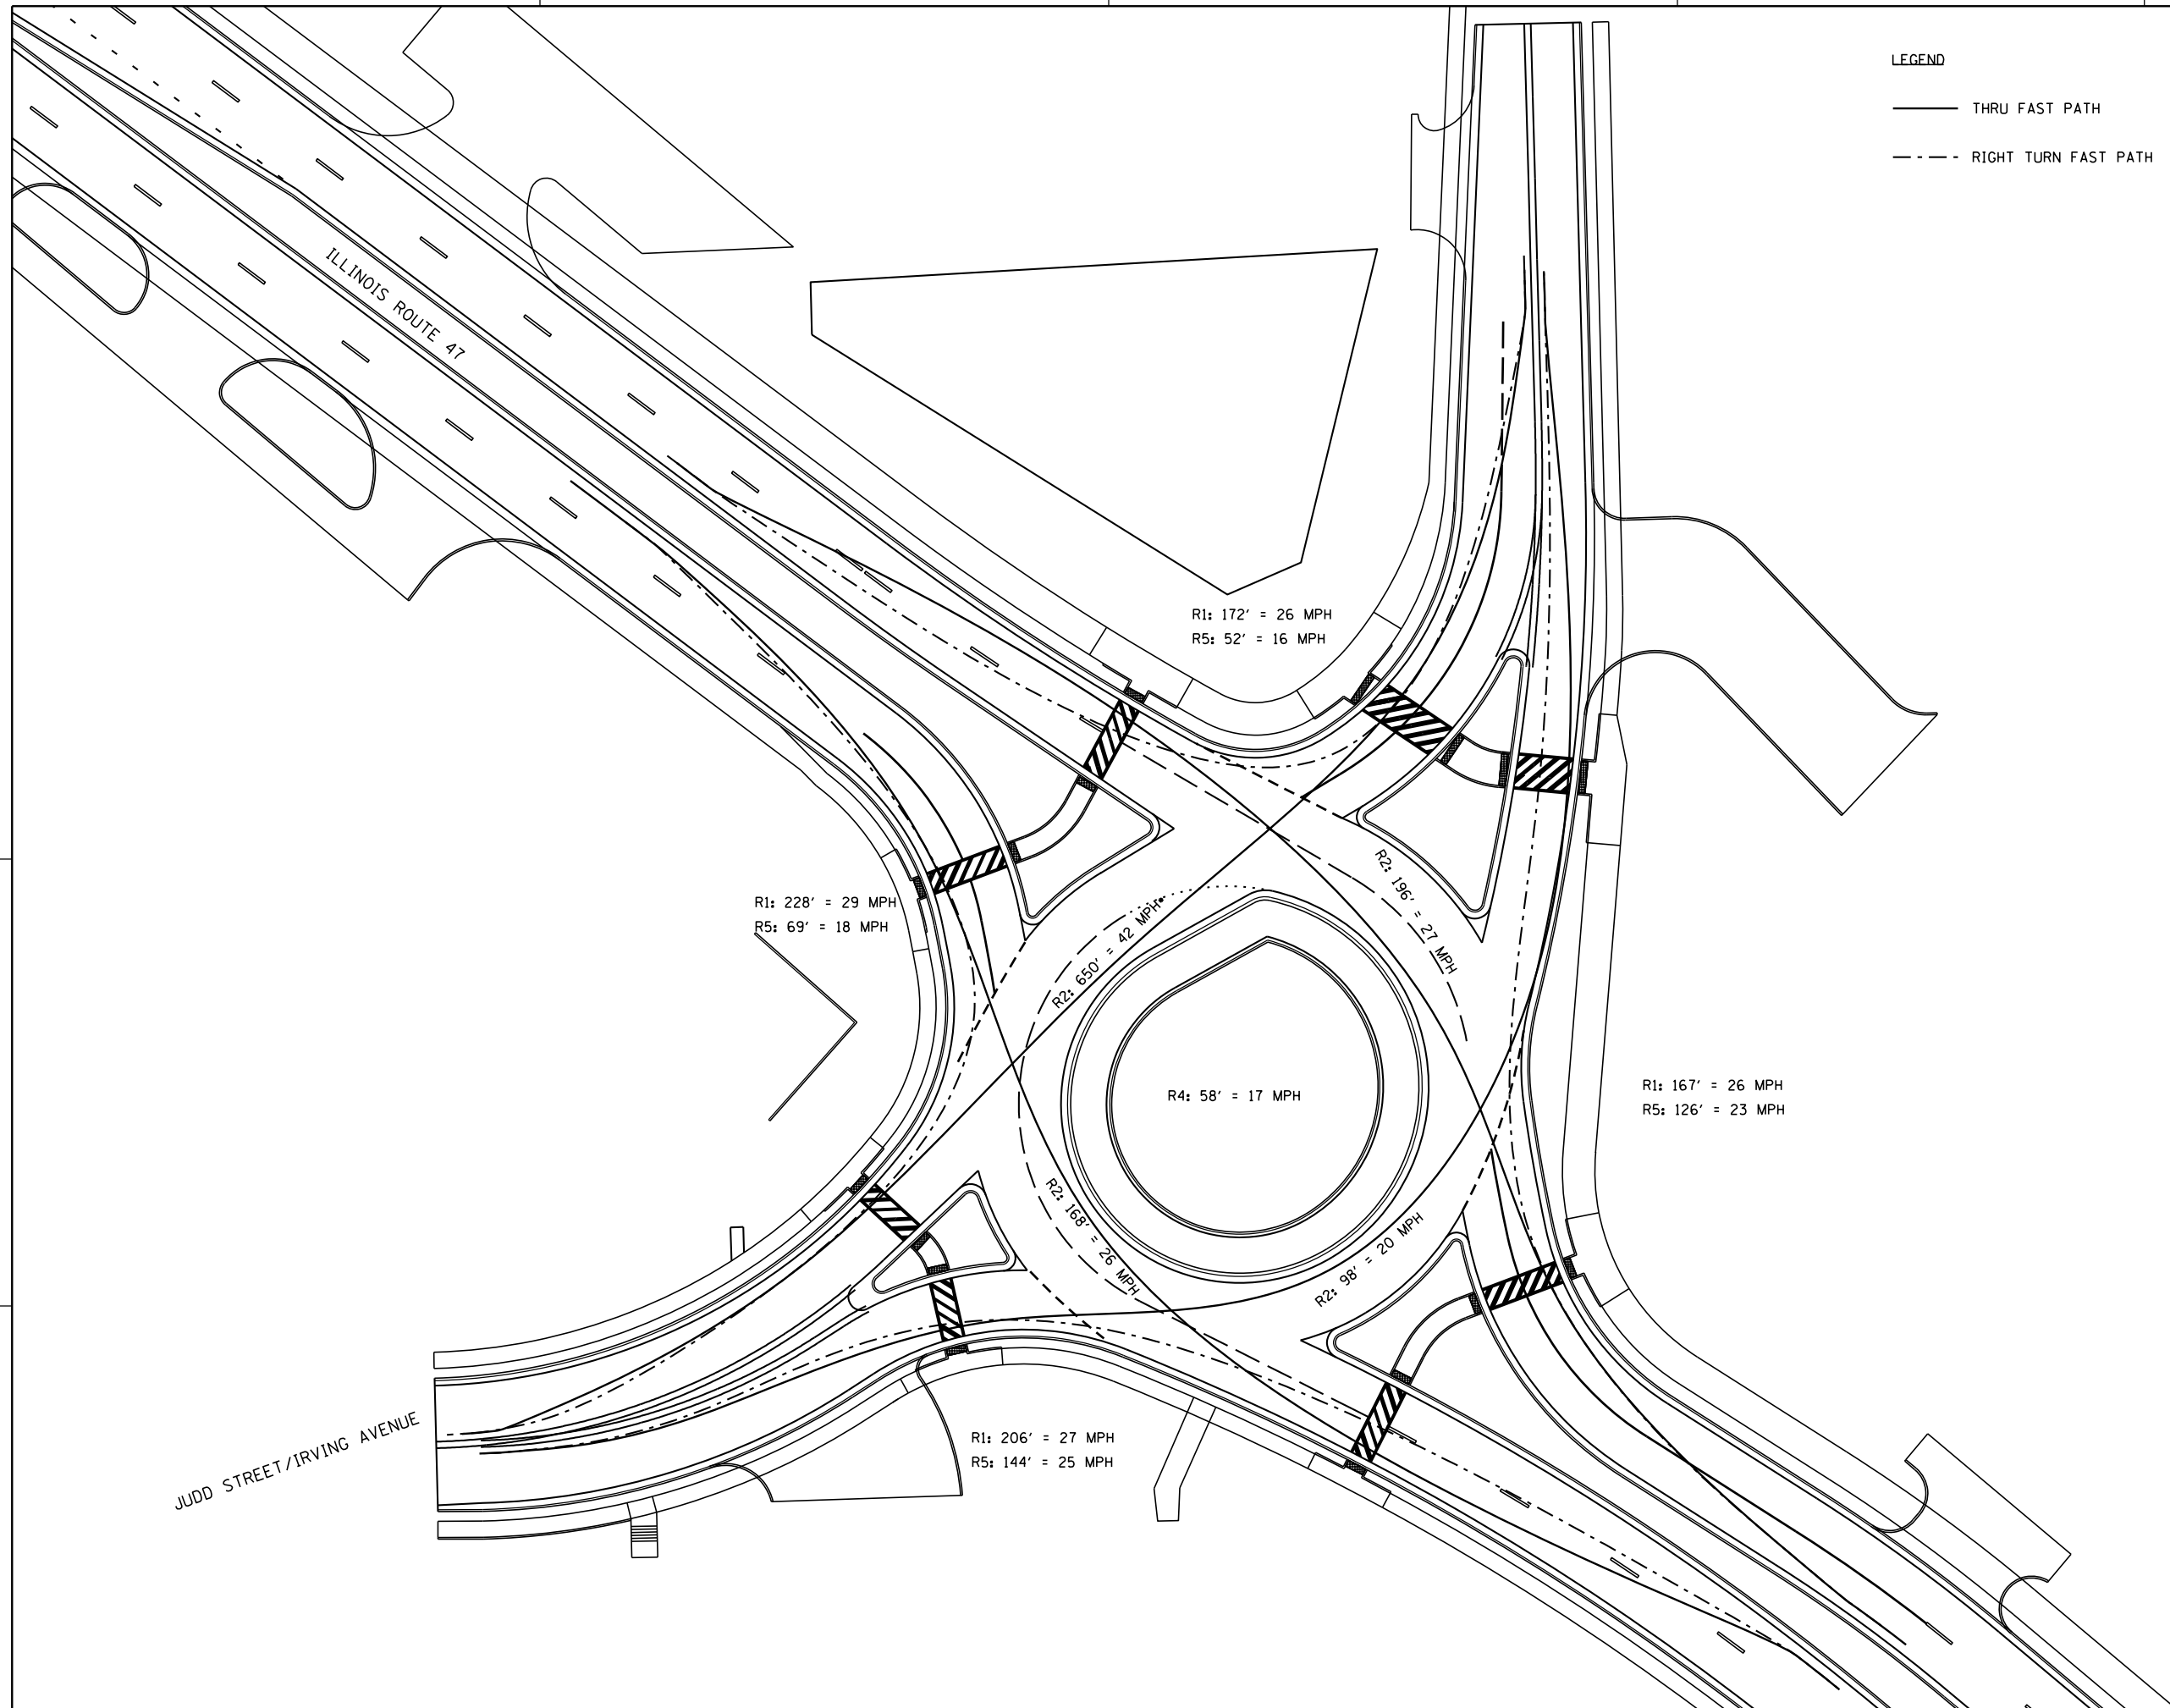 LEGEND
THRU FAST PATH
RIGHT TURN FAST PATH
ILLINOIS ROUTE 47
R1: 172' = 26 MPH
R5: 52' = 16 MPH
R2: 196' = 27 MPH
R1: 228' = 29 MPH
R5: 69' = 18 MPH
R2: 650' = 42 MPH*
R4: 58' = 17 MPH
R1: 167' = 26 MPH
R5: 126' = 23 MPH
R2: 168' = 26 MPH
R2: 98' = 20 MPH
JUDD STREET/IRVING AVENUE
R1: 206' = 27 MPH
R5: 144' = 25 MPH